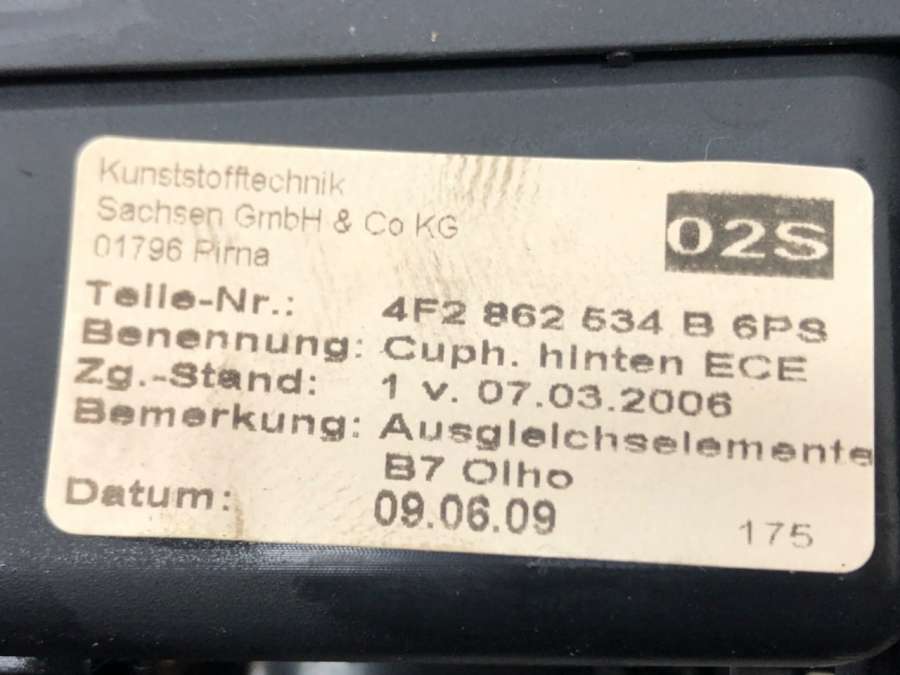 Kunststofftechnik
Sachsen GmbH & Co KG
01796 Pirna
02S
Teile-Nr.: 4F2 862 534 B 6PS
Benennung: Cuph. hinten ECE
Zg.-Stand: 1 v. 07.03.2006
Bemerkung: Ausgleichselemente
B7 Olho
Datum: 09.06.09
175